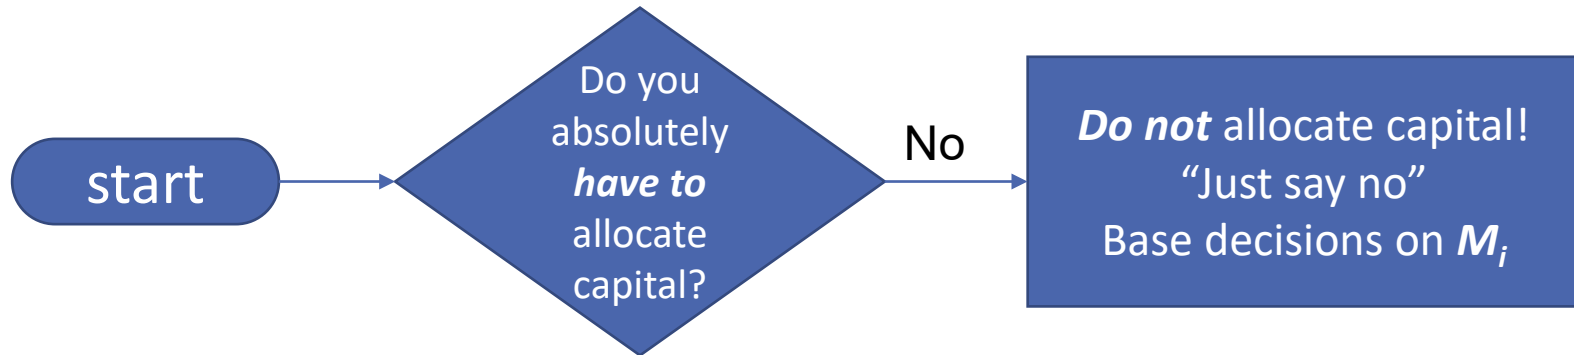 start
Do you
absolutely
have to
allocate
capital?
No
Do not allocate capital!
“Just say no”
Base decisions on Mi